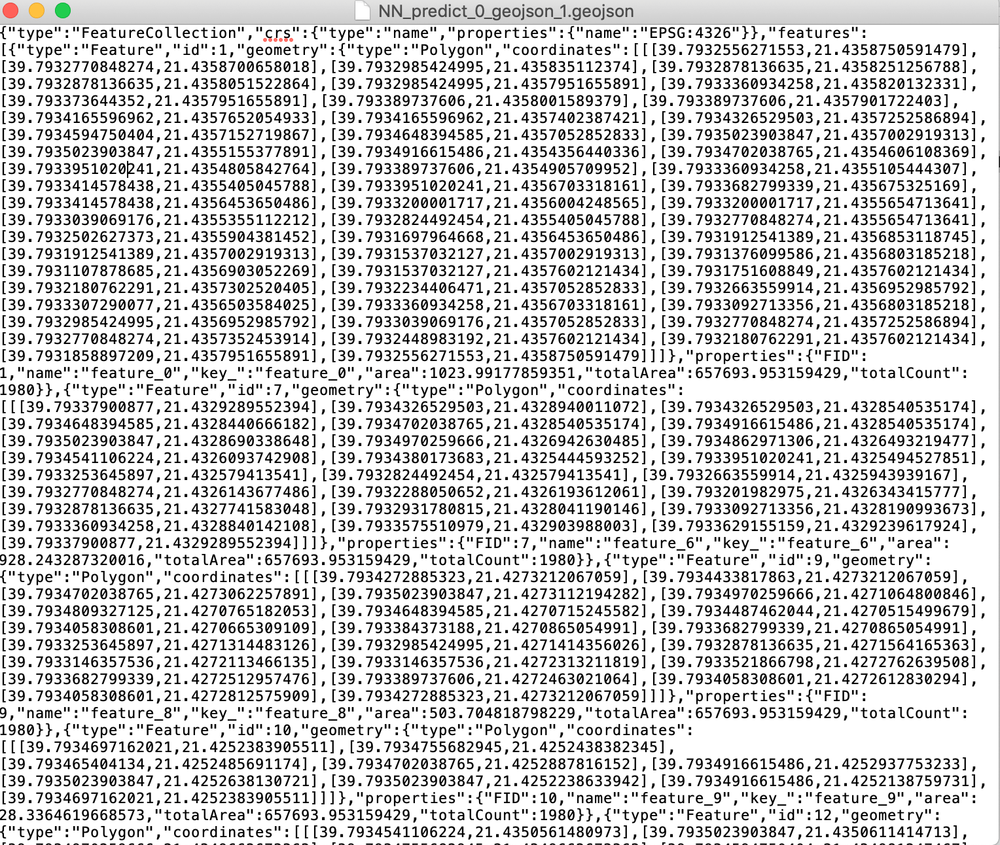 NN_predict_0_geojson_1.geojson
{"type":"FeatureCollection","crs":{"type":"name","properties":{"name":"EPSG:4326"}},"features":
[{"type":"Feature","id":1,"geometry":{"type":"Polygon","coordinates":[[[39.7932556271553,21.4358750591479],
[39.7932770848274,21.4358700658018],[39.7932985424995,21.435835112374],[39.7932878136635,21.4358251256788],
[39.7932878136635,21.4358051522864],[39.7932985424995,21.4357951655891],[39.7933360934258,21.435820132331],
[39.793373644352,21.4357951655891],[39.793389737606,21.4358001589379],[39.793389737606,21.4357901722403],
[39.7934165596962,21.4357652054933],[39.7934165596962,21.4357402387421],[39.7934326529503,21.4357252586894],
[39.7934594750404,21.4357152719867],[39.7934648394585,21.4357052852833],[39.7935023903847,21.4357002919313],
[39.7935023903847,21.4355155377891],[39.7934916615486,21.4354356440336],[39.7934702038765,21.4354606108369],
[39.7933951020241,21.4354805842764],[39.793389737606,21.4354905709952],[39.7933360934258,21.4355105444307],
[39.7933414578438,21.4355405045788],[39.7933951020241,21.4356703318161],[39.7933682799339,21.435675325169],
[39.7933414578438,21.4356453650486],[39.7933200001717,21.4356004248565],[39.7933200001717,21.4355654713641],
[39.7933039069176,21.4355355112212],[39.7932824492454,21.4355405045788],[39.7932770848274,21.4355654713641],
[39.7932502627373,21.4355904381452],[39.7931697964668,21.4356453650486],[39.7931912541389,21.4356853118745],
[39.7931912541389,21.4357002919313],[39.7931537032127,21.4357002919313],[39.7931376099586,21.4356803185218],
[39.7931107878685,21.4356903052269],[39.7931537032127,21.4357602121434],[39.7931751608849,21.4357602121434],
[39.7932180762291,21.4357302520405],[39.7932234406471,21.4357052852833],[39.7932663559914,21.4356952985792],
[39.7933307290077,21.4356503584025],[39.7933360934258,21.4356703318161],[39.7933092713356,21.4356803185218],
[39.7932985424995,21.4356952985792],[39.7933039069176,21.4357052852833],[39.7932770848274,21.4357252586894],
[39.7932770848274,21.4357352453914],[39.7932448983192,21.4357602121434],[39.7932180762291,21.4357602121434],
[39.7931858897209,21.4357951655891],[39.7932556271553,21.4358750591479]]]},"properties":{"FID":
1,"name":"feature_0","key_":"feature_0","area":1023.99177859351,"totalArea":657693.953159429,"totalCount":
1980}},{"type":"Feature","id":7,"geometry":{"type":"Polygon","coordinates":
[[[39.79337900877,21.4329289552394],[39.7934326529503,21.4328940011072],[39.7934326529503,21.4328540535174],
[39.7934648394585,21.4328440666182],[39.7934702038765,21.4328540535174],[39.7934916615486,21.4328540535174],
[39.7935023903847,21.4328690338648],[39.7934970259666,21.4326942630485],[39.7934862971306,21.4326493219477],
[39.7934541106224,21.4326093742908],[39.7934380173683,21.4325444593252],[39.7933951020241,21.4325494527851],
[39.7933253645897,21.432579413541],[39.7932824492454,21.432579413541],[39.7932663559914,21.4325943939167],
[39.7932770848274,21.4326143677486],[39.7932288050652,21.4326193612061],[39.793201982975,21.4326343415777],
[39.7932878136635,21.4327741583048],[39.7932931780815,21.4328041190146],[39.7933092713356,21.4328190993673],
[39.7933360934258,21.4328840142108],[39.7933575510979,21.432903988003],[39.7933629155159,21.4329239617924],
[39.79337900877,21.4329289552394]]]},"properties":{"FID":7,"name":"feature_6","key_":"feature_6","area":
928.243287320016,"totalArea":657693.953159429,"totalCount":1980}},{"type":"Feature","id":9,"geometry":
{"type":"Polygon","coordinates":[[[39.7934272885323,21.4273212067059],[39.7934433817863,21.4273212067059],
[39.7934702038765,21.4273062257891],[39.7935023903847,21.4273112194282],[39.7934970259666,21.4271064800846],
[39.7934809327125,21.4270765182053],[39.7934648394585,21.4270715245582],[39.7934487462044,21.4270515499679],
[39.7934058308601,21.4270665309109],[39.793384373188,21.4270865054991],[39.7933682799339,21.4270865054991],
[39.7933253645897,21.4271314483126],[39.7932985424995,21.4271414356026],[39.7932878136635,21.4271564165363],
[39.7933146357536,21.4272113466135],[39.7933146357536,21.4272313211819],[39.7933521866798,21.4272762639508],
[39.7933682799339,21.4272512957476],[39.793389737606,21.4272463021064],[39.7934058308601,21.4272612830294],
[39.7934058308601,21.4272812575909],[39.7934272885323,21.4273212067059]]]},"properties":{"FID":
9,"name":"feature_8","key_":"feature_8","area":503.704818798229,"totalArea":657693.953159429,"totalCount":
1980}},{"type":"Feature","id":10,"geometry":{"type":"Polygon","coordinates":
[[[39.7934697162021,21.4252383905511],[39.7934755682945,21.4252438382345],
[39.793465404134,21.4252485691174],[39.7934702038765,21.4252887816152],[39.7934916615486,21.4252937753233],
[39.7935023903847,21.4252638130721],[39.7935023903847,21.4252238633942],[39.7934916615486,21.4252138759731],
[39.7934697162021,21.4252383905511]]]},"properties":{"FID":10,"name":"feature_9","key_":"feature_9","area":
28.3364619668573,"totalArea":657693.953159429,"totalCount":1980}},{"type":"Feature","id":12,"geometry":
{"type":"Polygon","coordinates":[[[39.7934541106224,21.4350561480973],[39.7935023903847,21.4350611414713],